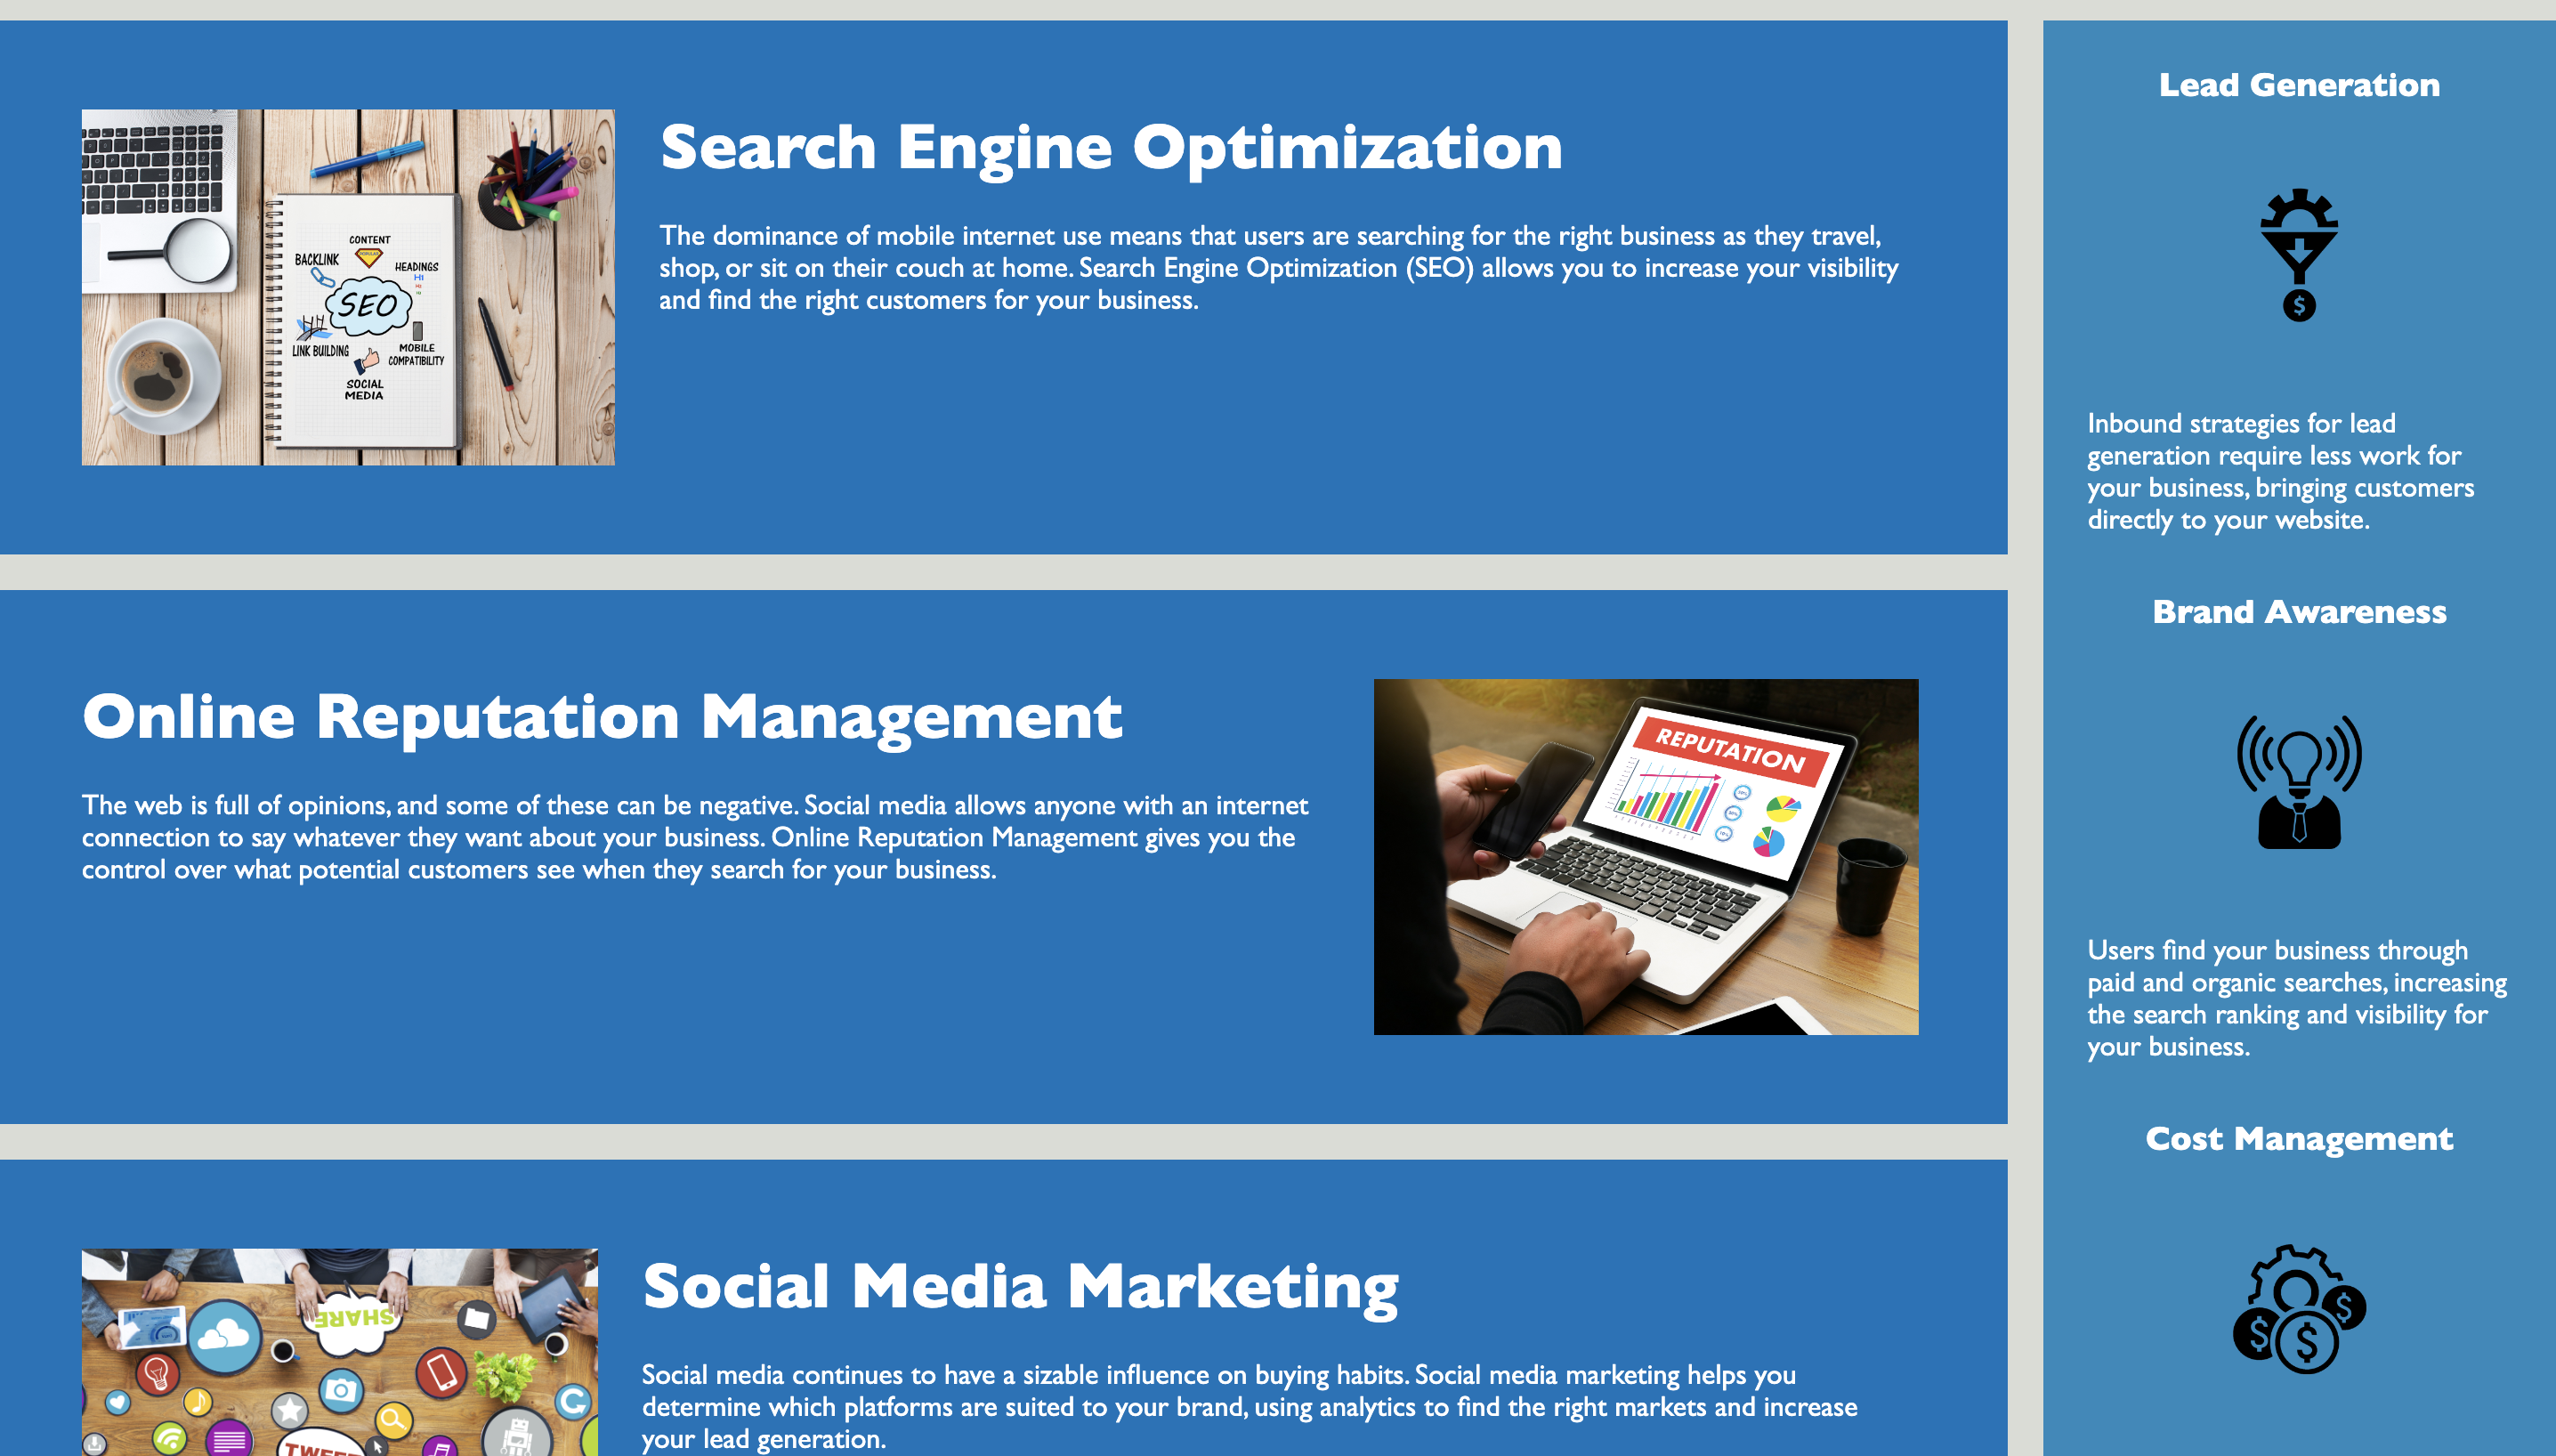 Search Engine Optimization
The dominance of mobile internet use means that users are searching for the right business as they travel,
shop, or sit on their couch at home. Search Engine Optimization (SEO) allows you to increase your visibility
and find the right customers for your business.
CONTENT
BACKLINK
HEADINGS
H1
SEO
LINK BUILDING
MOBILE
COMPATIBILITY
SOCIAL
MEDIA
Online Reputation Management
The web is full of opinions, and some of these can be negative. Social media allows anyone with an internet
connection to say whatever they want about your business. Online Reputation Management gives you the
control over what potential customers see when they search for your business.
REPUTATION
Social Media Marketing
Social media continues to have a sizable influence on buying habits. Social media marketing helps you
determine which platforms are suited to your brand, using analytics to find the right markets and increase
your lead generation.
SHARE
TWEET
Lead Generation
$
Inbound strategies for lead
generation require less work for
your business, bringing customers
directly to your website.
Brand Awareness
Users find your business through
paid and organic searches, increasing
the search ranking and visibility for
your business.
Cost Management
$
$
$